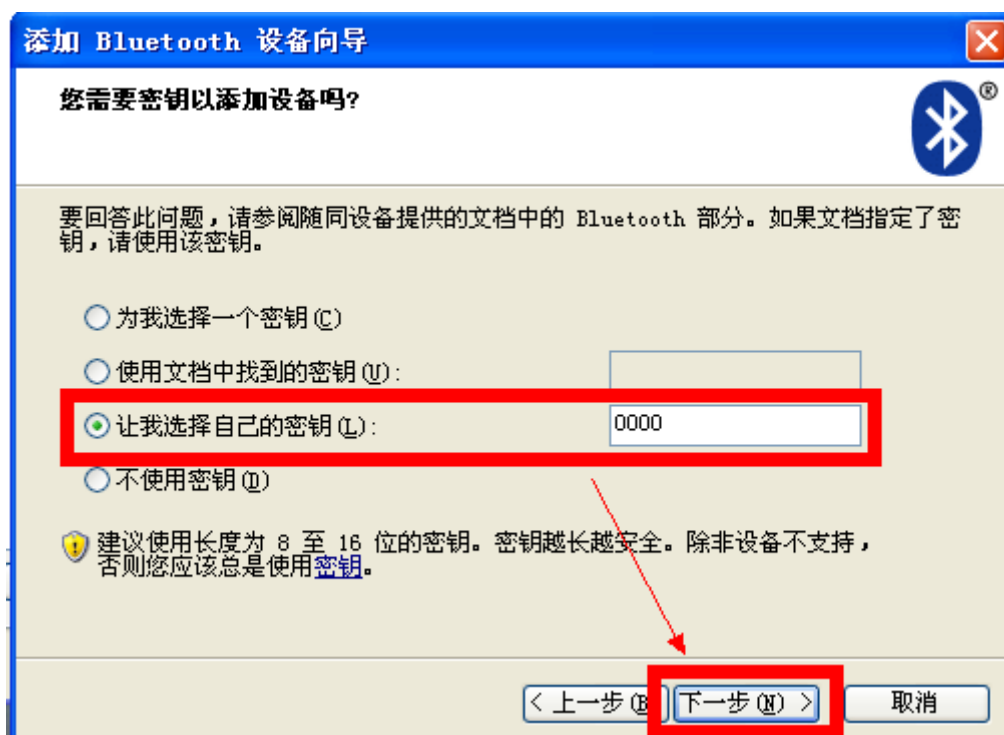 添加 Bluetooth 设备向导
您需要密钥以添加设备吗?
®
要回答此问题，请参阅随同设备提供的文档中的 Bluetooth 部分。如果文档指定了密
钥，请使用该密钥。
为我选择一个密钥(C)
使用文档中找到的密钥(U):
让我选择自己的密钥(L): 0000
不使用密钥(D)
建议使用长度为 8 至 16 位的密钥。密钥越长越安全。除非设备不支持，
否则您应该总是使用密钥。
< 上一步(B 下一步(N) > 取消